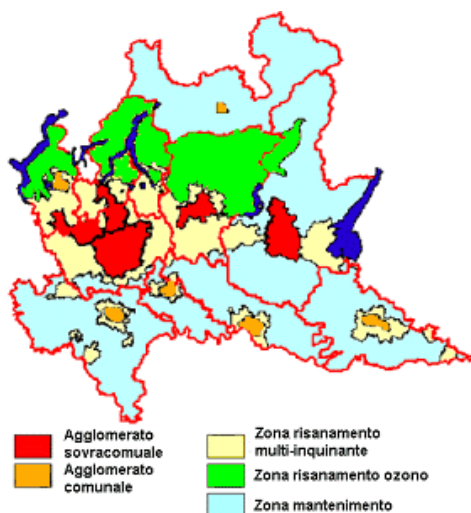 Agglomerato
sovracomuale
Agglomerato
comunale
Zona risanamento
multi-inquinante
Zona risanamento ozono
Zona mantenimento